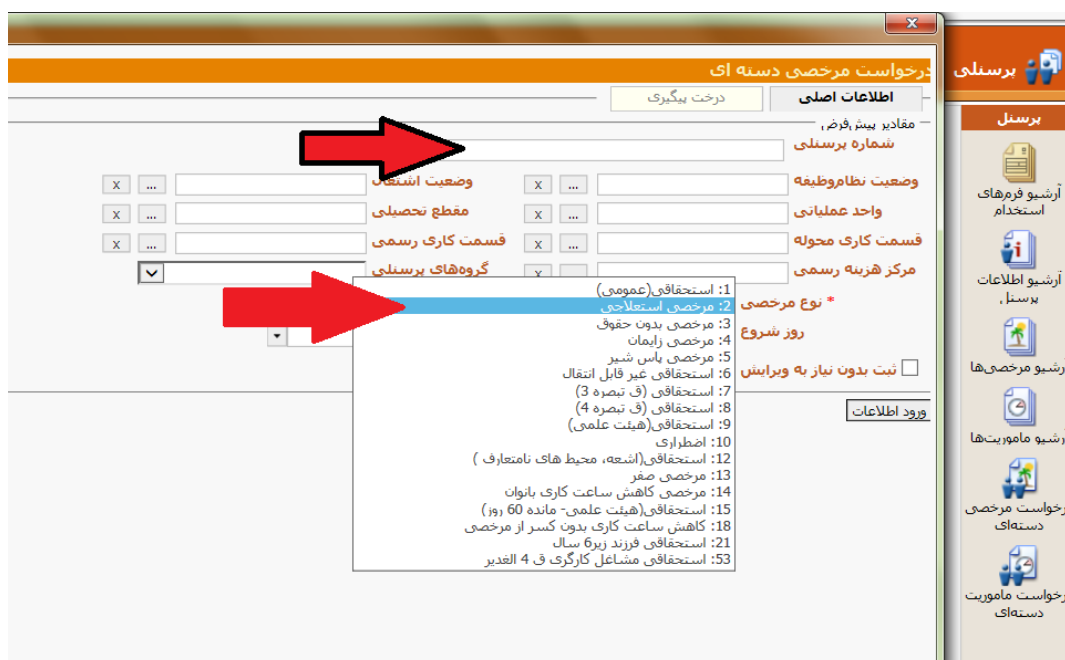 x
پرسنلی
درخواست مرخصی دسته ای
اطلاعات اصلی
درخت پیگیری
مقادیر پیش‌فرض
شماره پرسنلی
وضعیت نظام‌وظیفه
... x
وضعیت اشتغال
... x
واحد عملیاتی
... x
مقطع تحصیلی
... x
قسمت کاری محوله
... x
قسمت کاری رسمی
... x
مرکز هزینه رسمی
... x
گروه‌های پرسنلی
* نوع مرخصی
1: استحقاقی(عمومی)
2: مرخصی استعلاجی
3: مرخصی بدون حقوق
4: مرخصی زایمان
5: مرخصی پاس شیر
6: استحقاقی غیر قابل انتقال
7: استحقاقی (ق تبصره 3)
8: استحقاقی (ق تبصره 4)
9: استحقاقی(هیئت علمی)
10: اضطراری
12: استحقاقی(اشعه، محیط های نامتعارف )
13: مرخصی صفر
14: مرخصی کاهش ساعت کاری بانوان
15: استحقاقی(هیئت علمی- مانده 60 روز)
18: کاهش ساعت کاری بدون کسر از مرخصی
21: استحقاقی فرزند زیر6 سال
53: استحقاقی مشاغل کارگری ق 4 الغدیر
روز شروع
ثبت بدون نیاز به ویرایش
ورود اطلاعات
پرسنل
آرشیو فرم‌های
استخدام
آرشیو اطلاعات
پرسنل
رشیو مرخصی‌ها
رشیو ماموریت‌ها
رخواست مرخصی
دسته‌ای
رخواست ماموریت
دسته‌ای